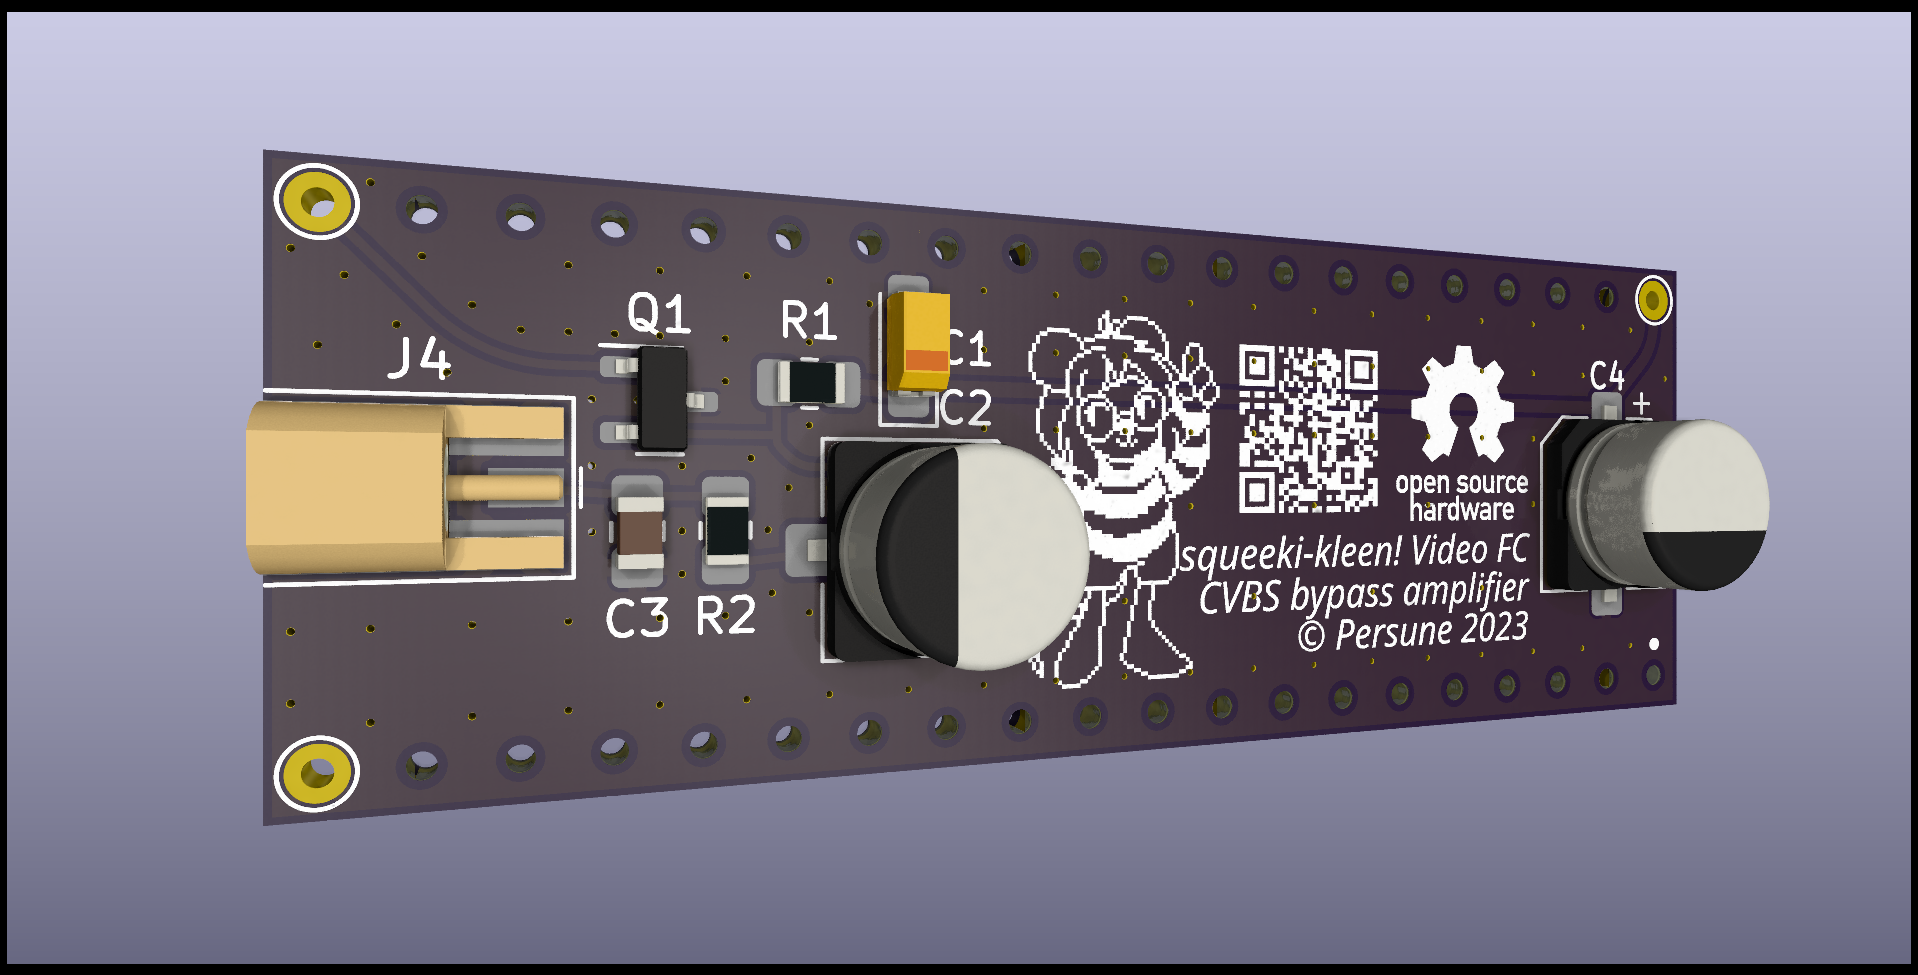 Q1
R1
J4
C1
C2
C4
+
open source
hardware
squeeki-kleen! Video FC
CVBS bypass amplifier
© Persune 2023
C3
R2